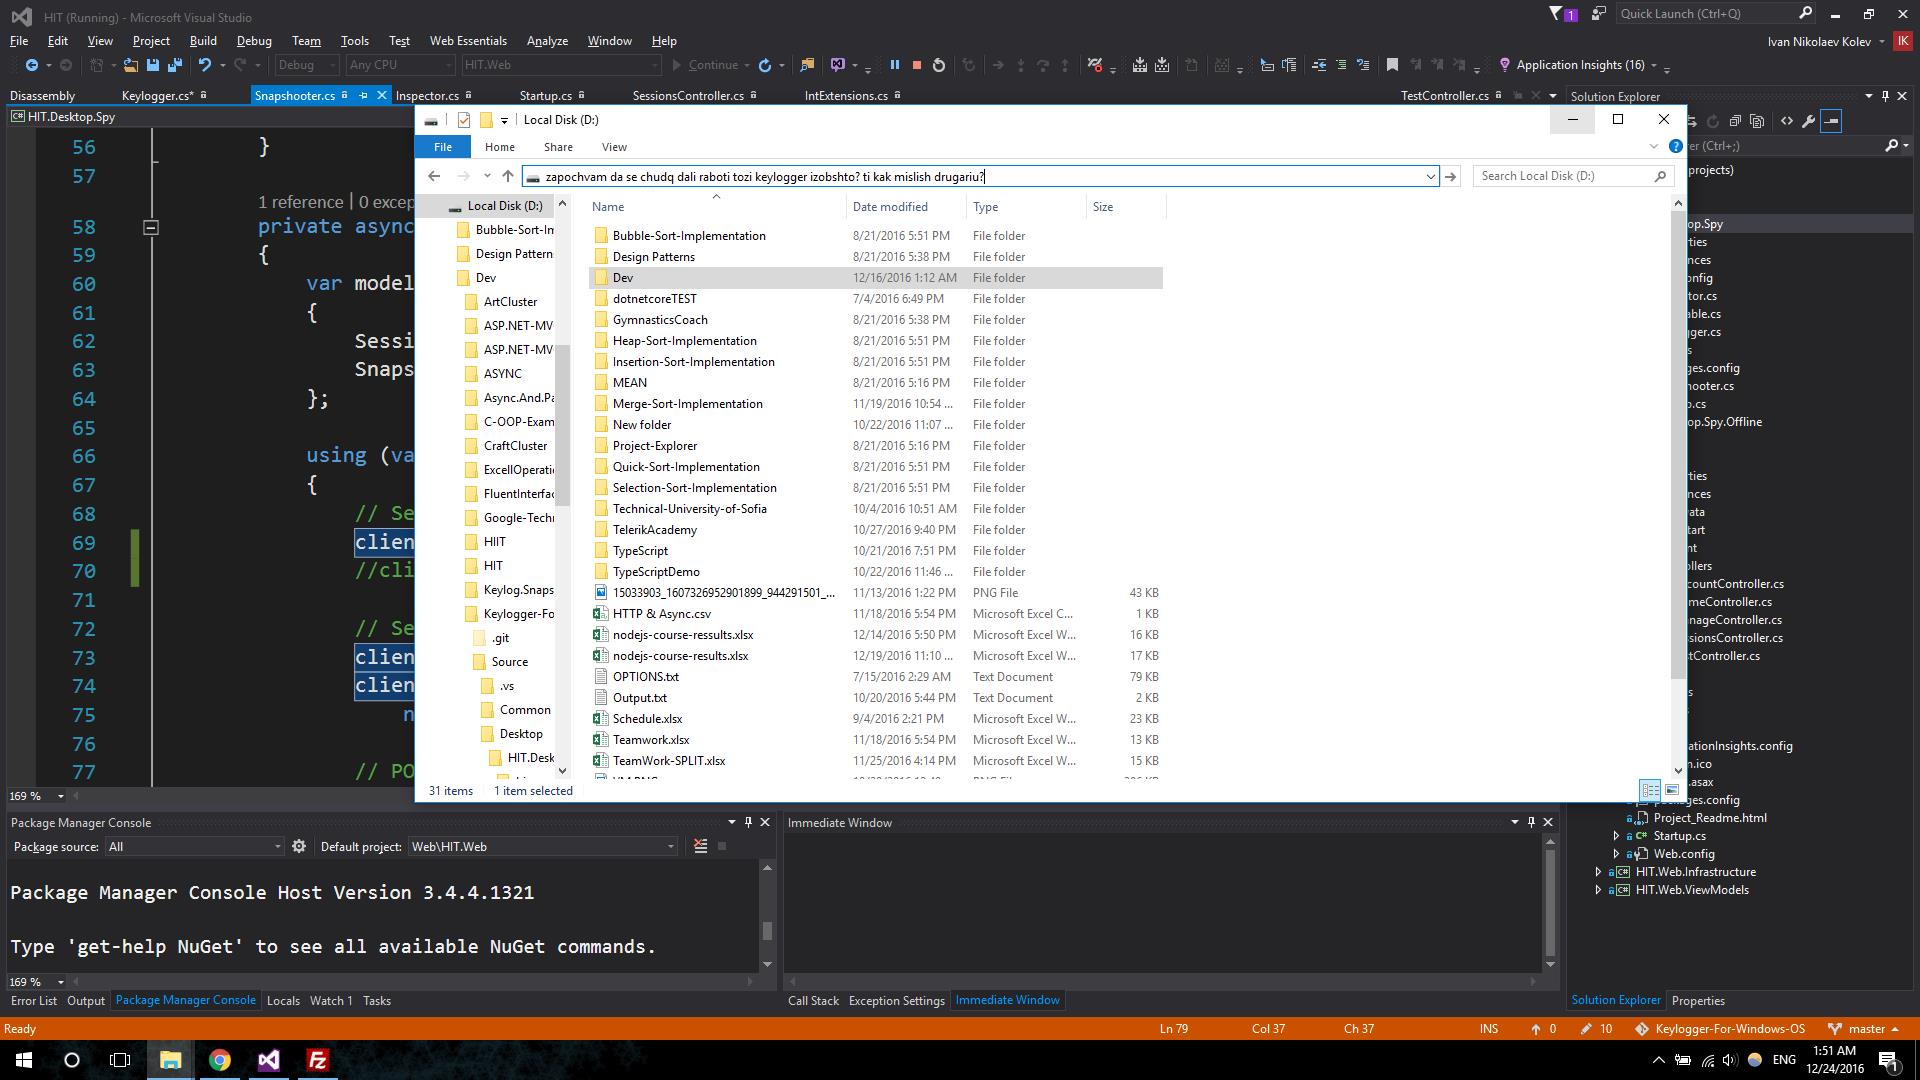 HIT (Running) - Microsoft Visual Studio
1
Quick Launch (Ctrl+Q)
File Edit View Project Build Debug Team Tools Test Web Essentials Analyze Window Help
Ivan Nikolaev Kolev IK
Debug Any CPU HIT.Web Continue Application Insights (16)
Disassembly Keylogger.cs* Snapshooter.cs Inspector.cs Startup.cs SessionsController.cs IntExtensions.cs TestController.cs Solution Explorer
HIT.Desktop.Spy
Local Disk (D:)
File Home Share View
zapochvam da se chudq dali raboti tozi keylogger izobshto? ti kak mislish drugariu?
Search Local Disk (D:)
Name Date modified Type Size
Bubble-Sort-Implementation 8/21/2016 5:51 PM File folder
Design Patterns 8/21/2016 5:38 PM File folder
Dev 12/16/2016 1:12 AM File folder
dotnetcoreTEST 7/4/2016 6:49 PM File folder
GymnasticsCoach 8/21/2016 5:38 PM File folder
Heap-Sort-Implementation 8/21/2016 5:51 PM File folder
Insertion-Sort-Implementation 8/21/2016 5:51 PM File folder
MEAN 8/21/2016 5:16 PM File folder
Merge-Sort-Implementation 11/19/2016 10:54 ... File folder
New folder 10/22/2016 11:07 ... File folder
Project-Explorer 8/21/2016 5:16 PM File folder
Quick-Sort-Implementation 8/21/2016 5:51 PM File folder
Selection-Sort-Implementation 8/21/2016 5:51 PM File folder
Technical-University-of-Sofia 10/4/2016 10:51 AM File folder
TelerikAcademy 10/27/2016 9:40 PM File folder
TypeScript 10/21/2016 7:51 PM File folder
TypeScriptDemo 10/22/2016 11:46 ... File folder
15033903_1607326952901899_944291501_... 11/13/2016 1:22 PM PNG File 43 KB
HTTP & Async.csv 11/18/2016 5:54 PM Microsoft Excel C... 1 KB
nodejs-course-ressults.xlsx 12/14/2016 5:50 PM Microsoft Excel W... 16 KB
nodejs-course-results.xlsx 12/19/2016 11:10 ... Microsoft Excel W... 17 KB
OPTIONS.txt 7/15/2016 2:29 AM Text Document 79 KB
Output.txt 10/20/2016 5:44 PM Text Document 2 KB
Schedule.xlsx 9/4/2016 2:21 PM Microsoft Excel W... 23 KB
Teamwork.xlsx 11/18/2016 5:54 PM Microsoft Excel W... 13 KB
TeamWork-SPLIT.xlsx 11/25/2016 4:14 PM Microsoft Excel W... 15 KB
31 items 1 item selected
Local Disk (D:)
Bubble-Sort-Im
Design Pattern
Dev
ArtCluster
ASP.NET-MV
ASP.NET-MV
ASYNC
Async.And.Pa
C-OOP-Exam
CraftCluster
ExcellOperati
FluentInterfac
Google-Techn
HIIT
HIT
Keylog.Snaps
Keylogger-Fo
.git
Source
.vs
Common
Desktop
HIT.Desk
56 }
57
1 reference | 0 excep
58 private async
59 {
60 var model
61 {
62 Sessi
63 Snaps
64 };
65
66 using (va
67 {
68 // Se
69 clien
70 //cli
71
72 // Se
73 clien
74 clien
75 n
76
77 // PO
169 %
er (Ctrl+;)
projects)
op.Spy
ties
nces
onfig
tor.cs
able.cs
gger.cs
s
ges.config
hooter.cs
o.cs
op.Spy.Offline
rties
nces
ata
tart
nt
ollers
countController.cs
meController.cs
anageController.cs
sionsController.cs
stController.cs
s
ationInsights.config
n.ico
.asax
packages.config
Project_Readme.html
Startup.cs
Web.config
HIT.Web.Infrastructure
HIT.Web.ViewModels
Package Manager Console
Package source: All Default project: Web\HIT.Web
Package Manager Console Host Version 3.4.4.1321
Type 'get-help NuGet' to see all available NuGet commands.
169 %
Immediate Window
Error List Output Package Manager Console Locals Watch 1 Tasks
Call Stack Exception Settings Immediate Window
Solution Explorer Properties
Ready Ln 79 Col 37 Ch 37 INS 0 10 Keylogger-For-Windows-OS master
ENG 1:51 AM
12/24/2016 1